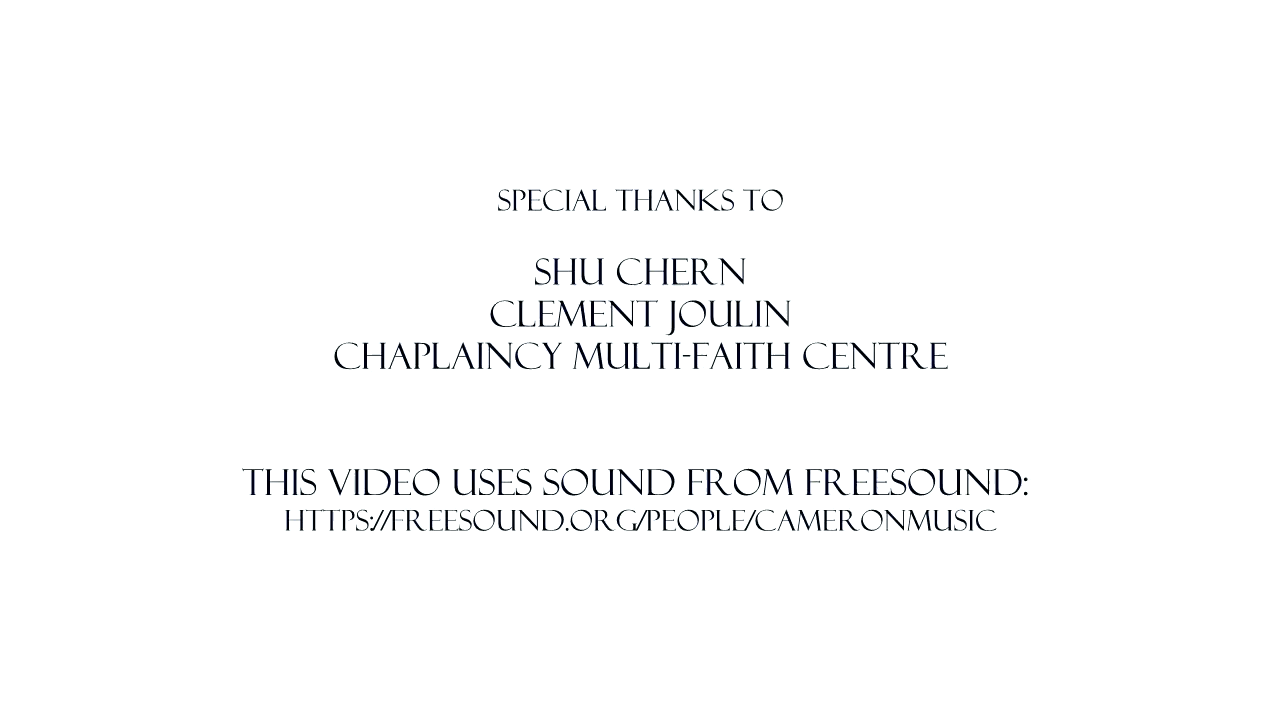 SPECIAL THANKS TO
SHU CHERN
CLEMENT JOULIN
CHAPLAINCY MULTI-FAITH CENTRE
THIS VIDEO USES SOUND FROM FREESOUND:
HTTPS://FREESOUND.ORG/PEOPLE/CAMERONMUSIC